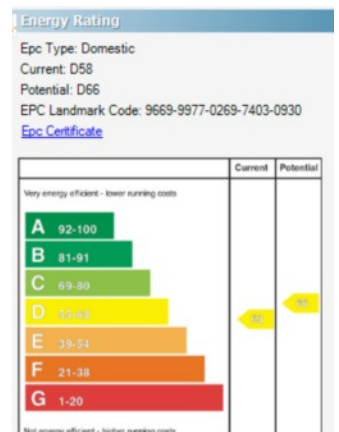 Energy Rating
Epc Type: Domestic
Current: D58
Potential: D66
EPC Landmark Code: 9669-9977-0269-7403-0930
Epc Certificate
Current Potential
Very energy efficient - lower running costs
A 92-100
B 81-91
C 69-80
D 55-68
E 39-54
F 21-38
G 1-20
Not energy efficient - higher running costs